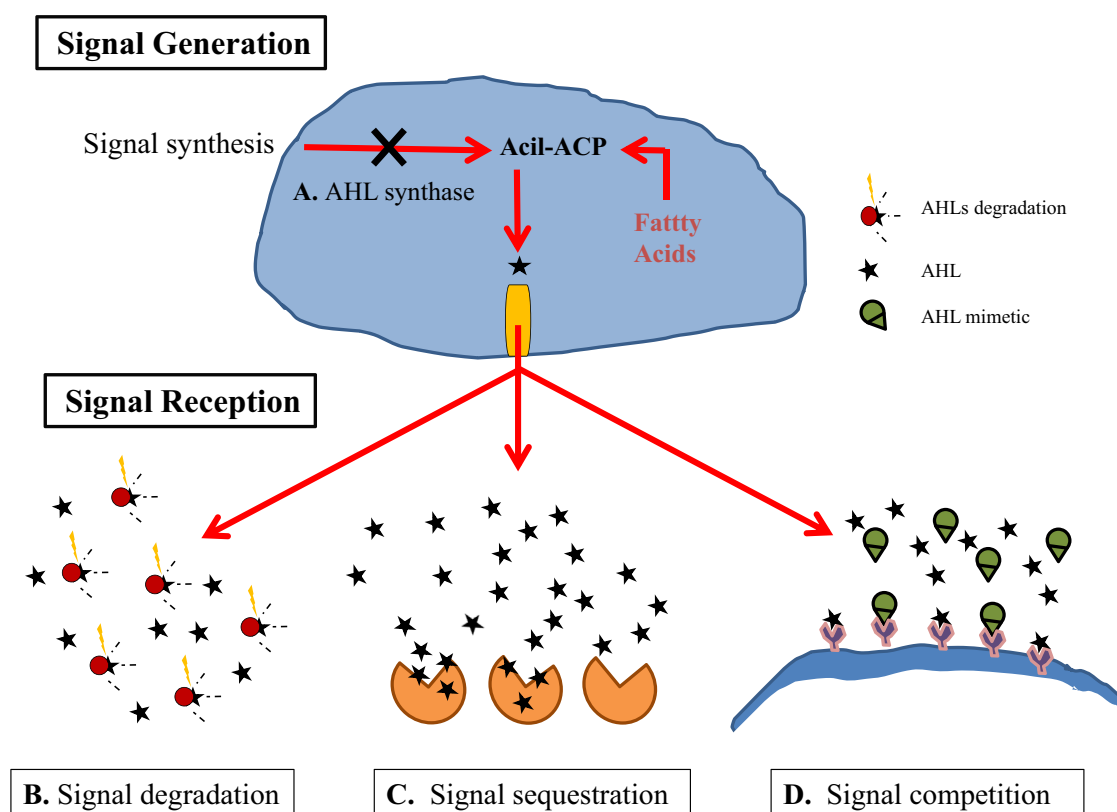 Signal Generation
Signal synthesis
Acil-ACP
A. AHL synthase
Fattty
Acids
AHLs degradation
AHL
AHL mimetic
Signal Reception
B. Signal degradation
C. Signal sequestration
D. Signal competition